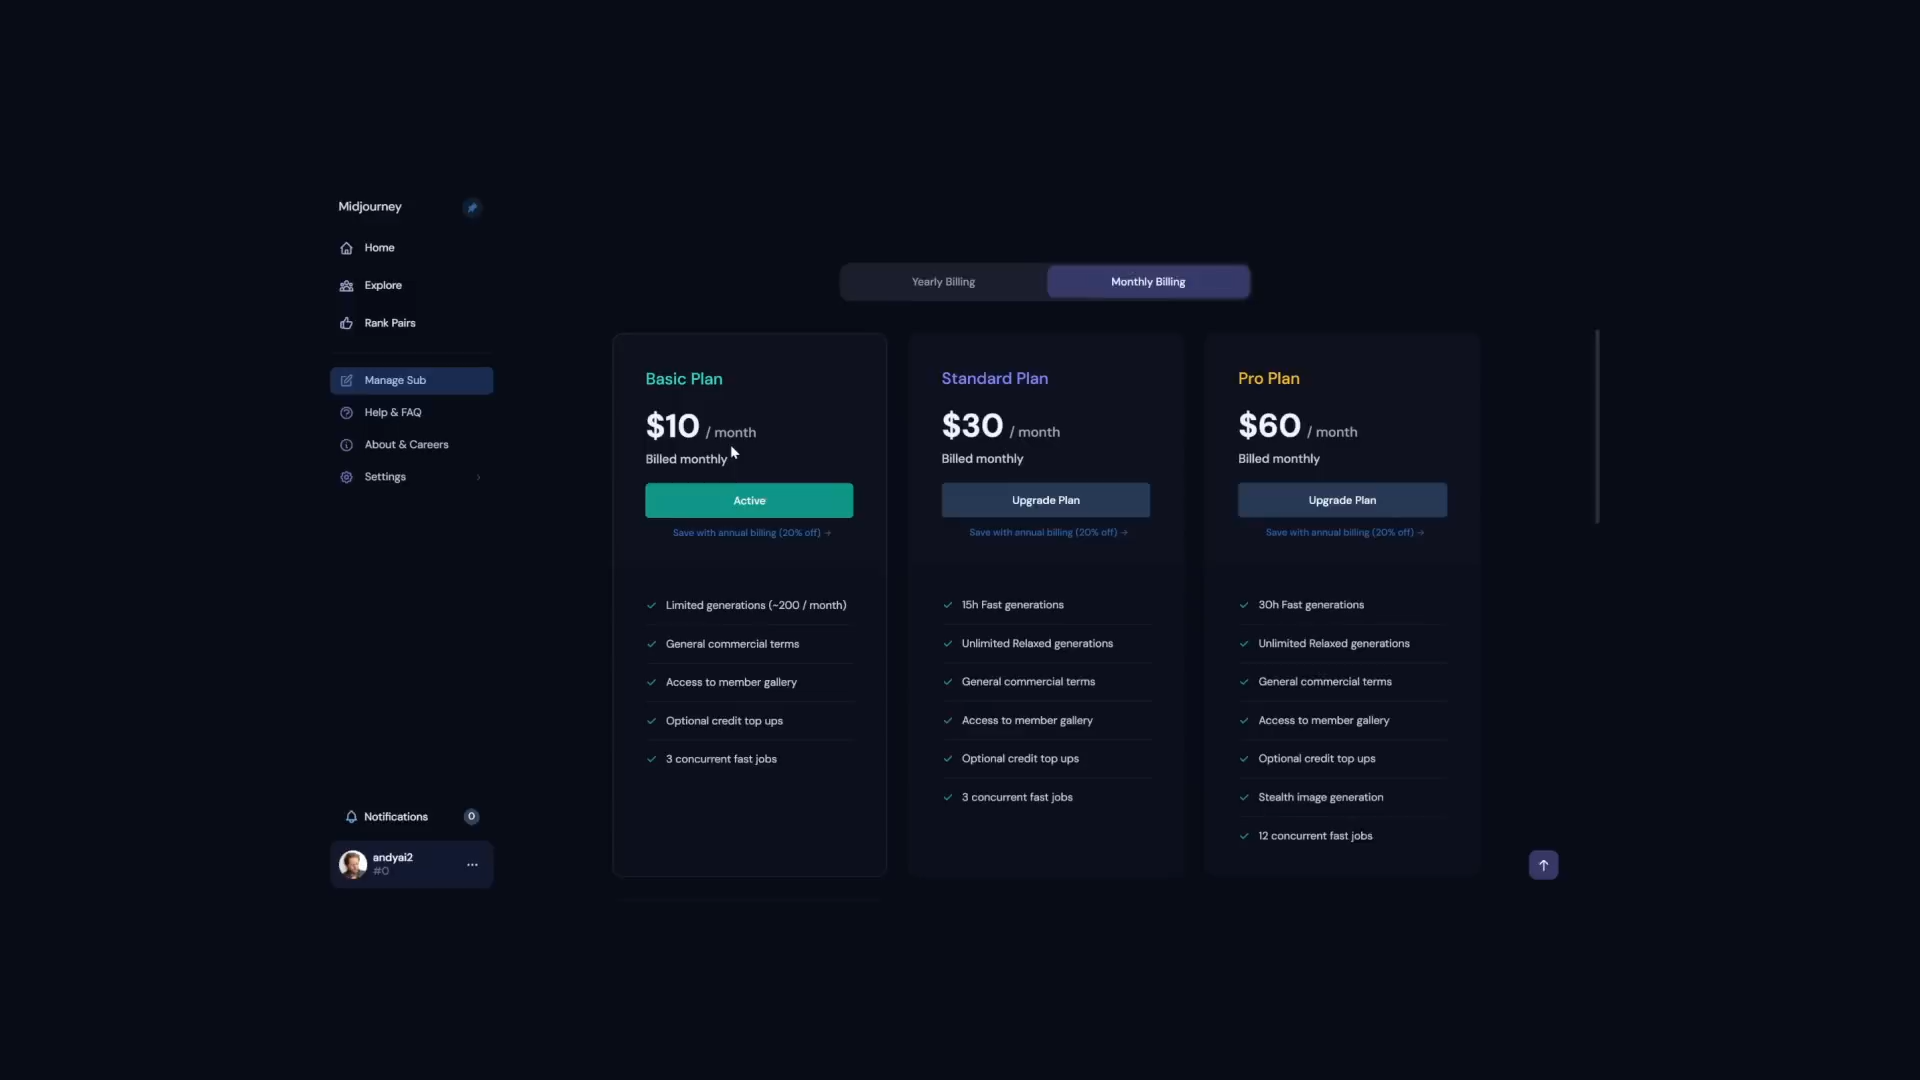 Midjourney
Home
Explore
Rank Pairs
Manage Sub
Help & FAQ
About & Careers
Settings
Notifications 0
andyai2
#0
···
Yearly Billing Monthly Billing
Basic Plan
$10 / month
Billed monthly
Active
Save with annual billing (20% off) →
Limited generations (~200 / month)
General commercial terms
Access to member gallery
Optional credit top ups
3 concurrent fast jobs
Standard Plan
$30 / month
Billed monthly
Upgrade Plan
Save with annual billing (20% off) →
15h Fast generations
Unlimited Relaxed generations
General commercial terms
Access to member gallery
Optional credit top ups
3 concurrent fast jobs
Pro Plan
$60 / month
Billed monthly
Upgrade Plan
Save with annual billing (20% off) →
30h Fast generations
Unlimited Relaxed generations
General commercial terms
Access to member gallery
Optional credit top ups
Stealth image generation
12 concurrent fast jobs